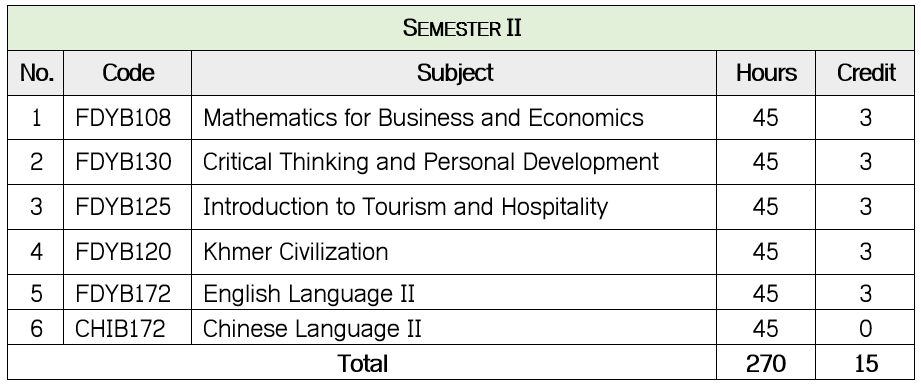 SEMESTER II
No. Code Subject Hours Credit
1 FDYB108 Mathematics for Business and Economics 45 3
2 FDYB130 Critical Thinking and Personal Development 45 3
3 FDYB125 Introduction to Tourism and Hospitality 45 3
4 FDYB120 Khmer Civilization 45 3
5 FDYB172 English Language II 45 3
6 CHIB172 Chinese Language II 45 0
Total 270 15